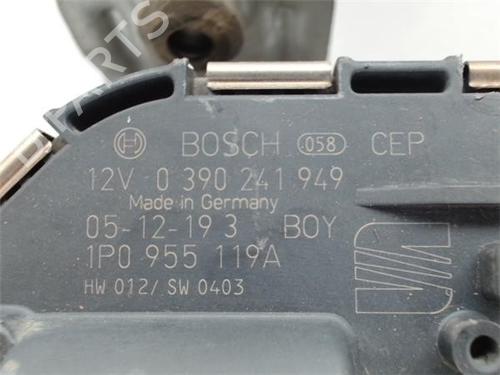 BOSCH 058 CEP
12V 0 390 241 949
Made in Germany
05-12-19 3 BOY
1P0 955 119A
HW 012/ SW 0403
PARTS